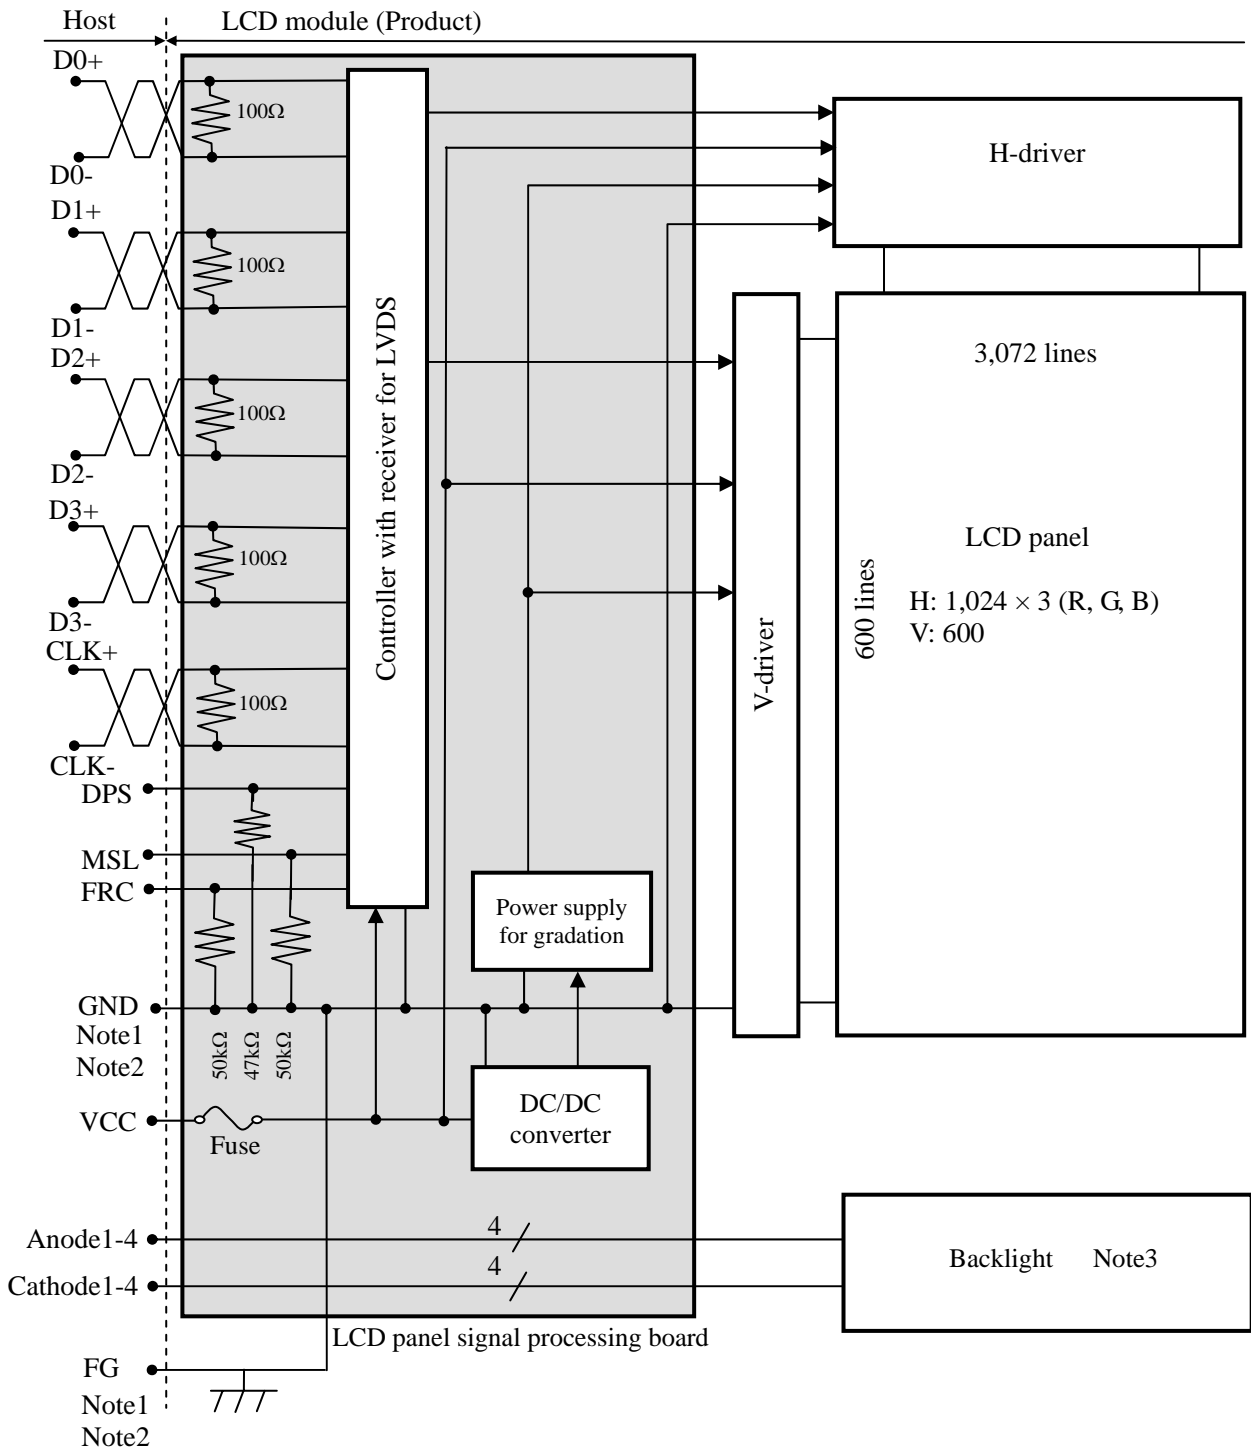 Host
LCD module (Product)
D0+
100Ω
D0-
D1+
100Ω
D1-
D2+
100Ω
D2-
D3+
100Ω
D3-
CLK+
100Ω
CLK-
DPS
MSL
FRC
GND
Note1
Note2
50kΩ
47kΩ
50kΩ
VCC
Fuse
Controller with receiver for LVDS
Power supply
for gradation
DC/DC
converter
H-driver
V-driver
3,072 lines
600 lines
LCD panel
H: 1,024 × 3 (R, G, B)
V: 600
Anode1-4
4
Cathode1-4
4
Backlight Note3
LCD panel signal processing board
FG
Note1
Note2